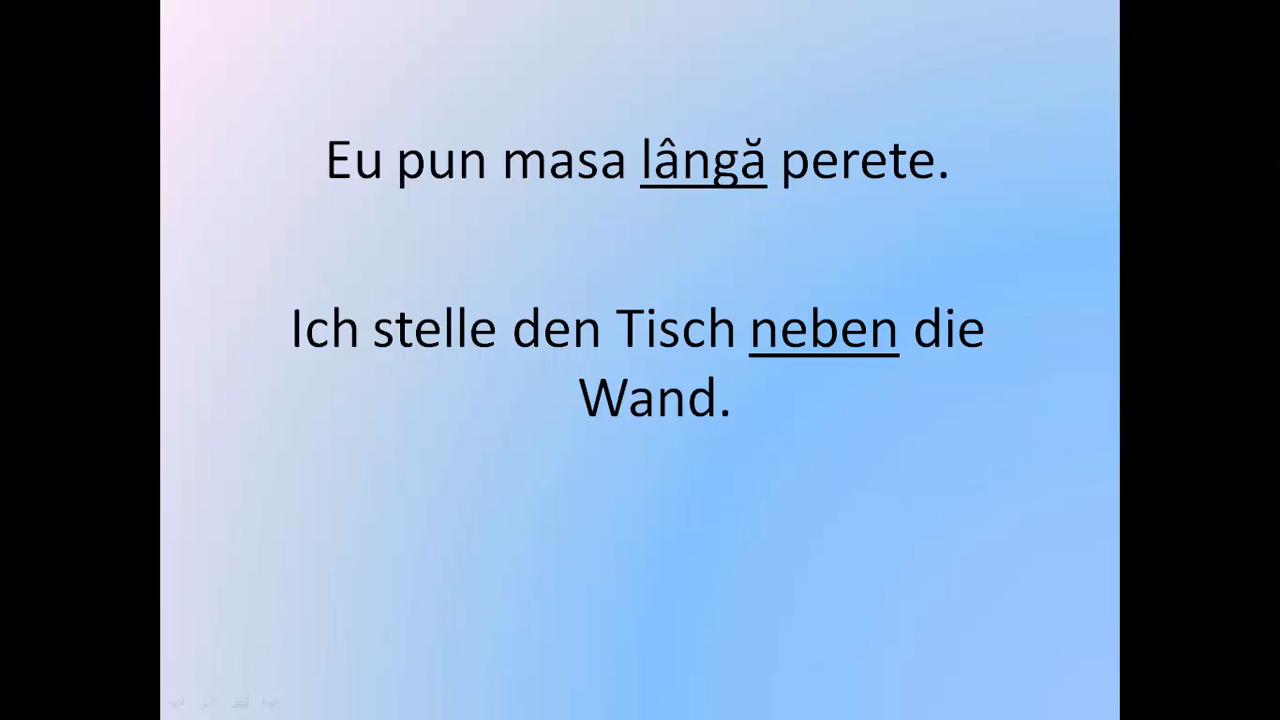 Eu pun masa lângă perete.
Ich stelle den Tisch neben die
Wand.